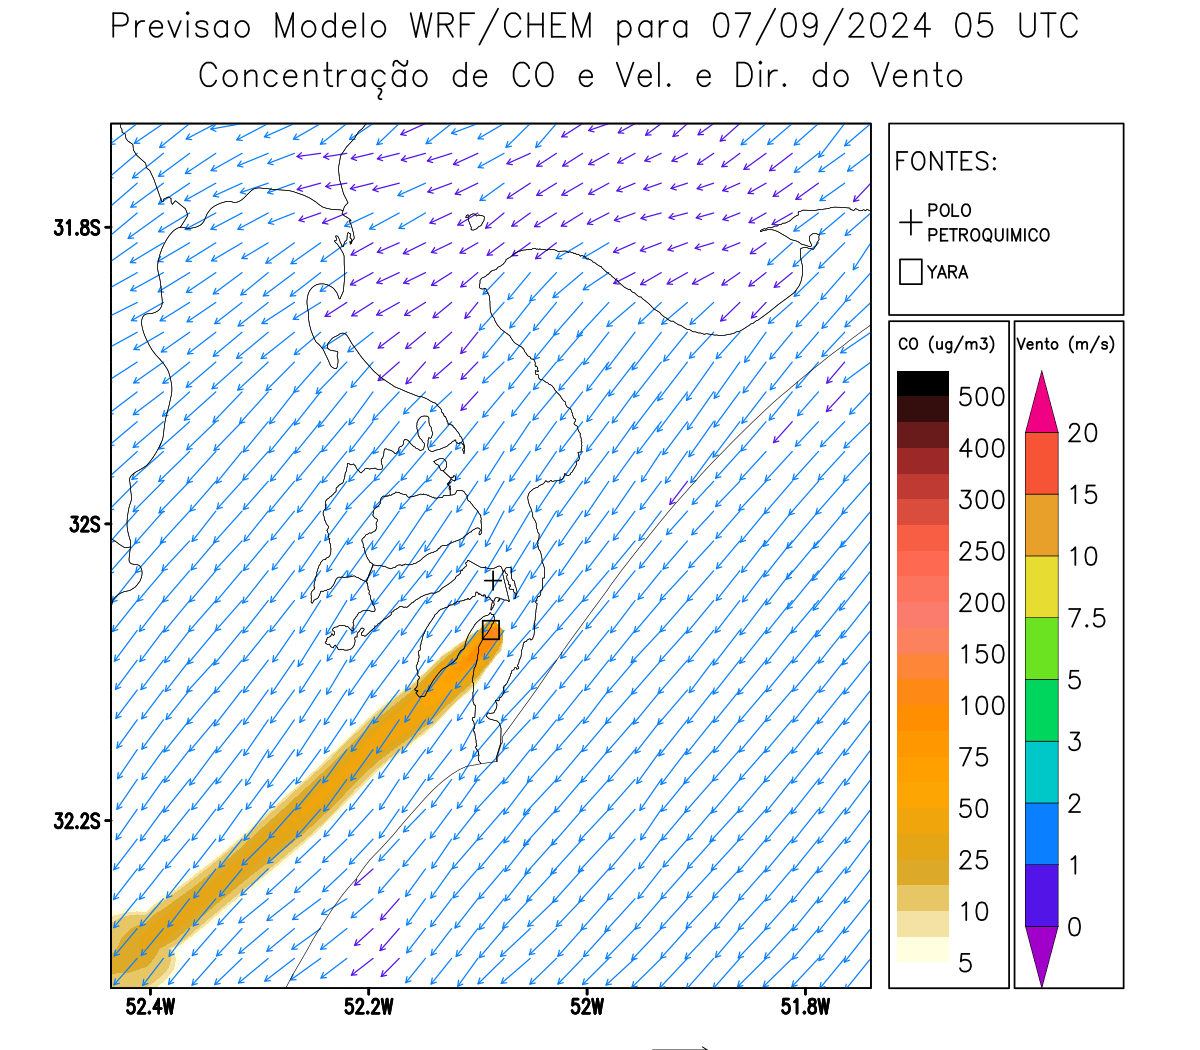 Previsao Modelo WRF/CHEM para 07/09/2024 05 UTC
Concentração de CO e Vel. e Dir. do Vento
FONTES:
POLO
PETROQUIMICO
YARA
CO (ug/m3)
500
400
300
250
200
150
100
75
50
25
10
5
Vento (m/s)
20
15
10
7.5
5
3
2
1
0
31.8S
32S
32.2S
52.4W
52.2W
52W
51.8W